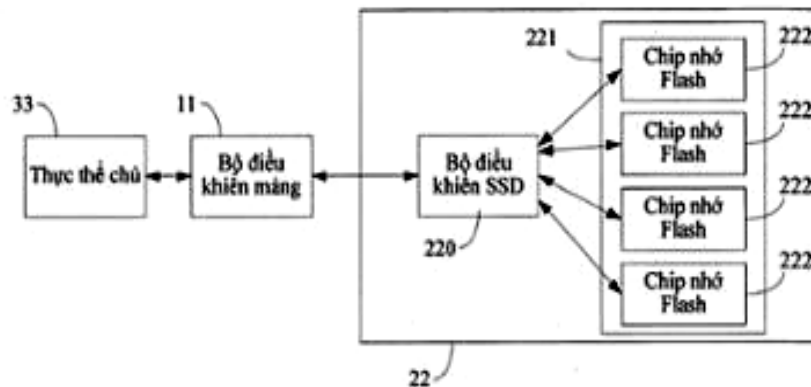 33
Thực thể chủ
11
Bộ điều
khiển mảng
Bộ điều
khiển SSD
220
221
Chip nhớ
Flash
222
Chip nhớ
Flash
222
Chip nhớ
Flash
222
Chip nhớ
Flash
222
22